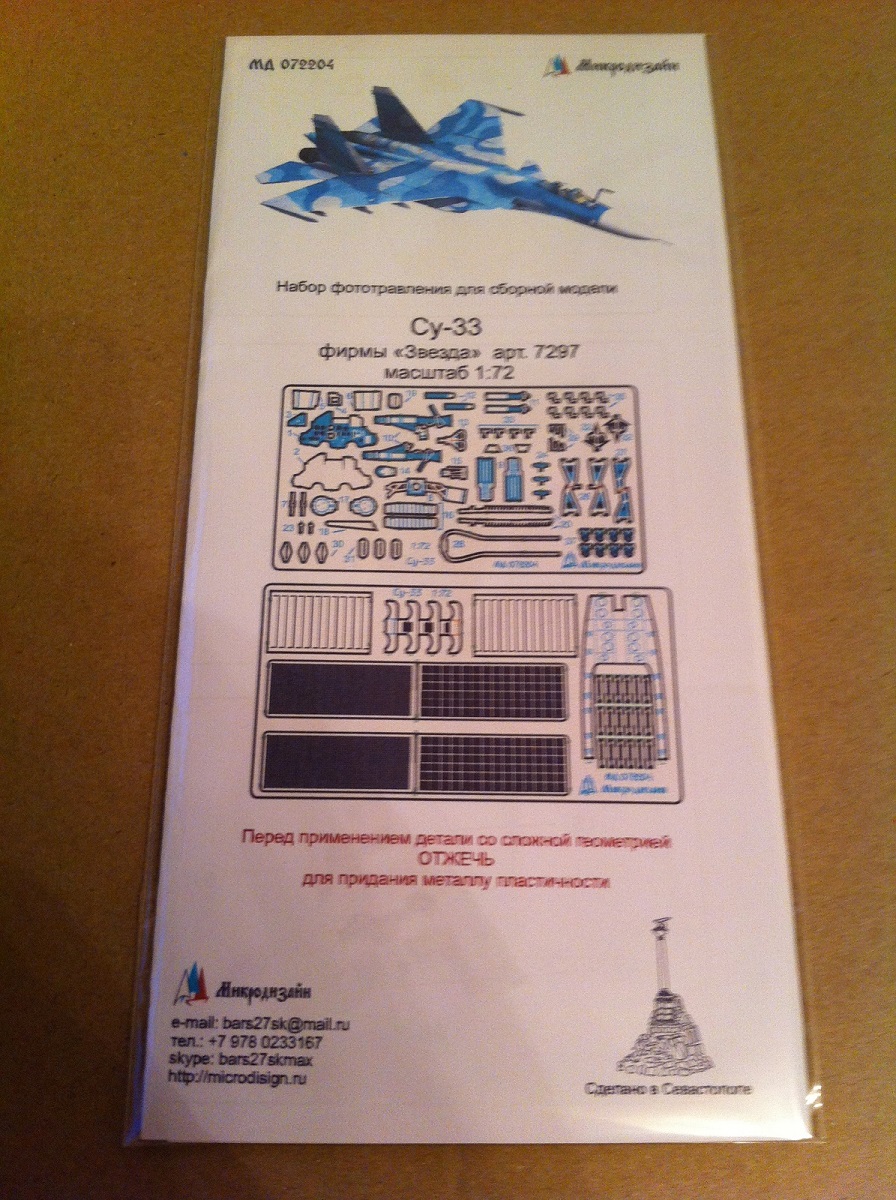 МД 072204
Микродизайн
Набор фототравления для сборной модели
Су-33
фирмы «Звезда» арт. 7297
масштаб 1:72
1:72
Су-33
Микродизайн
Су-33 1:72
Микродизайн
Перед применением детали со сложной геометрией
ОТЖЕЧЬ
для придания металлу пластичности
Микродизайн
e-mail: bars27sk@mail.ru
тел.: +7 978 0233167
skype: bars27skmax
http://microdisign.ru
Сделано в Севастополе